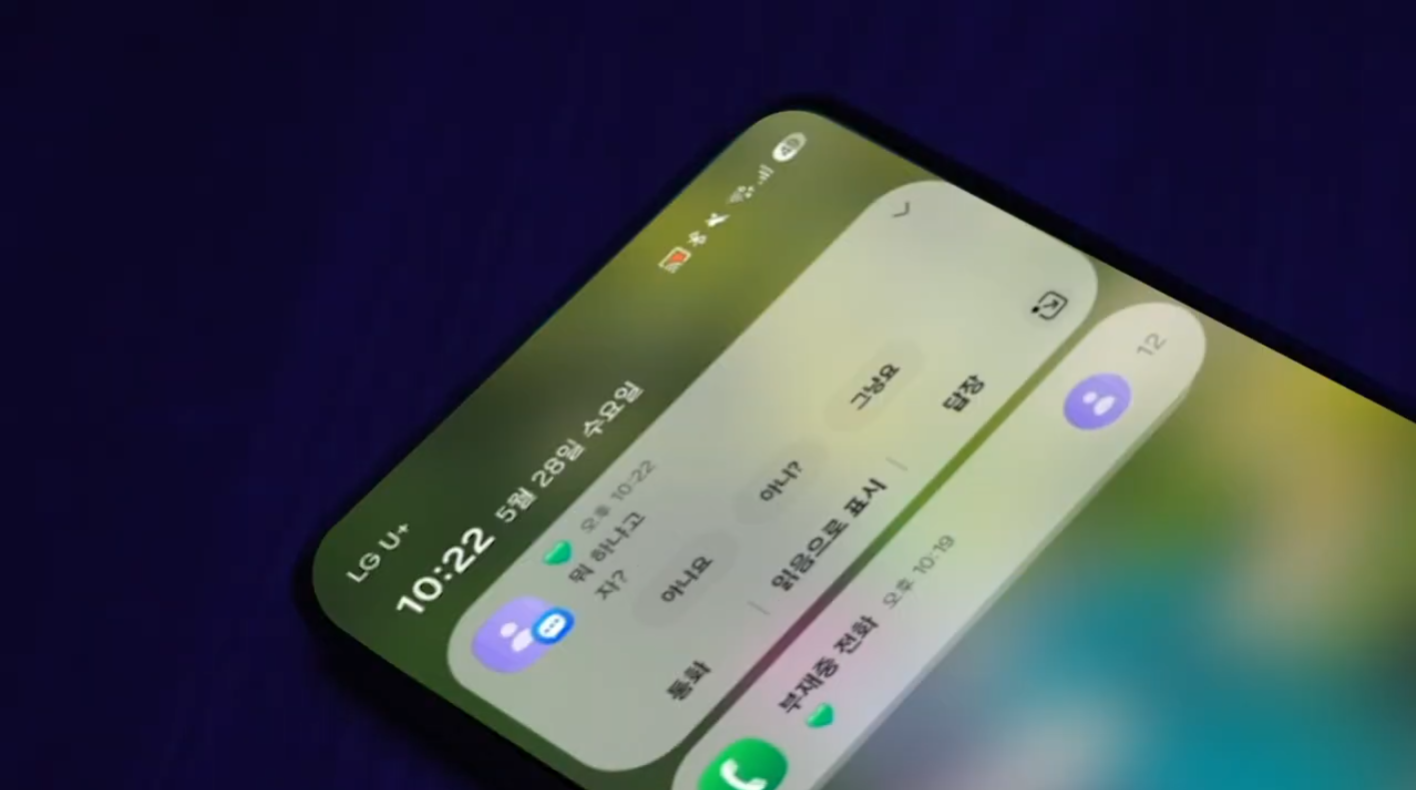 LG U+
10:22 5월 28일 수요일
오후 10:22
뭐 하냐고
자?
아니요
아니?
그냥요
통화
읽음으로 표시
답장
부재중 전화 오후 10:19
12